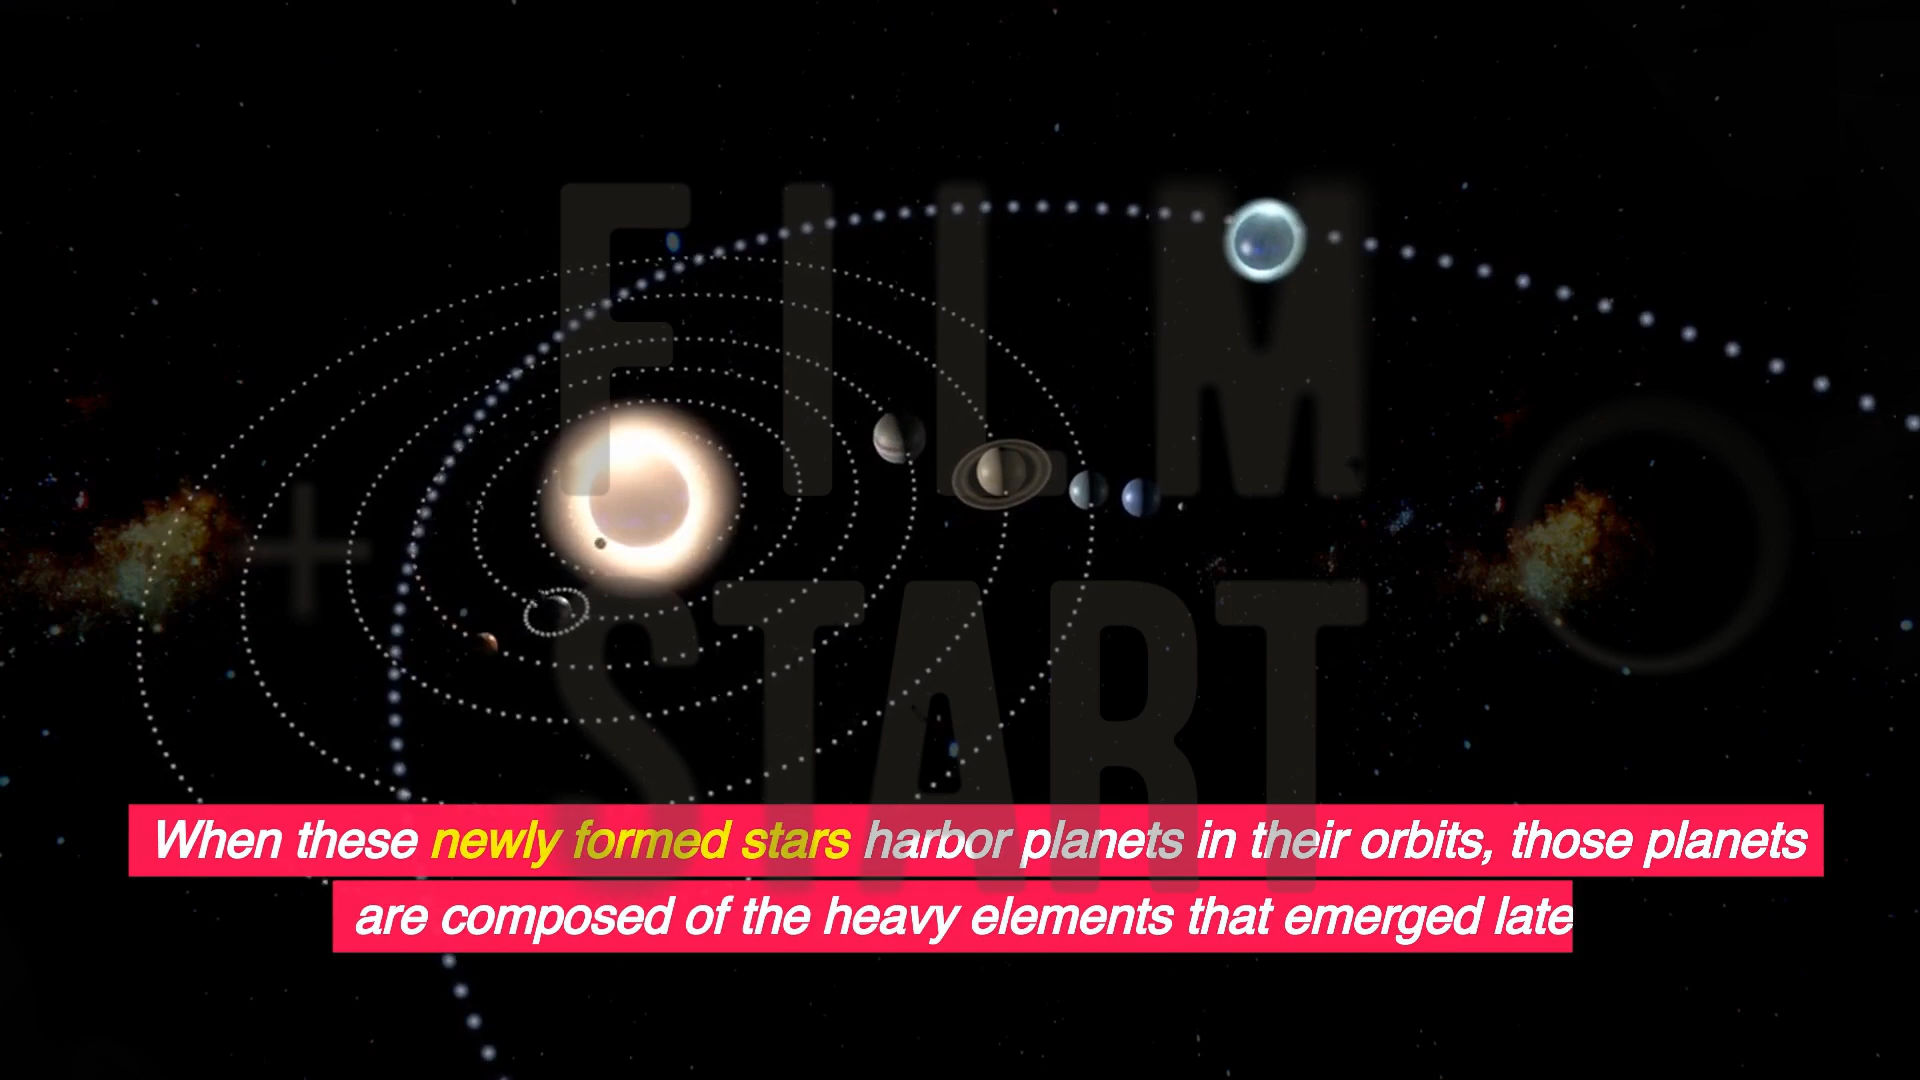 FILM
START
When these newly formed stars harbor planets in their orbits, those planets
are composed of the heavy elements that emerged late